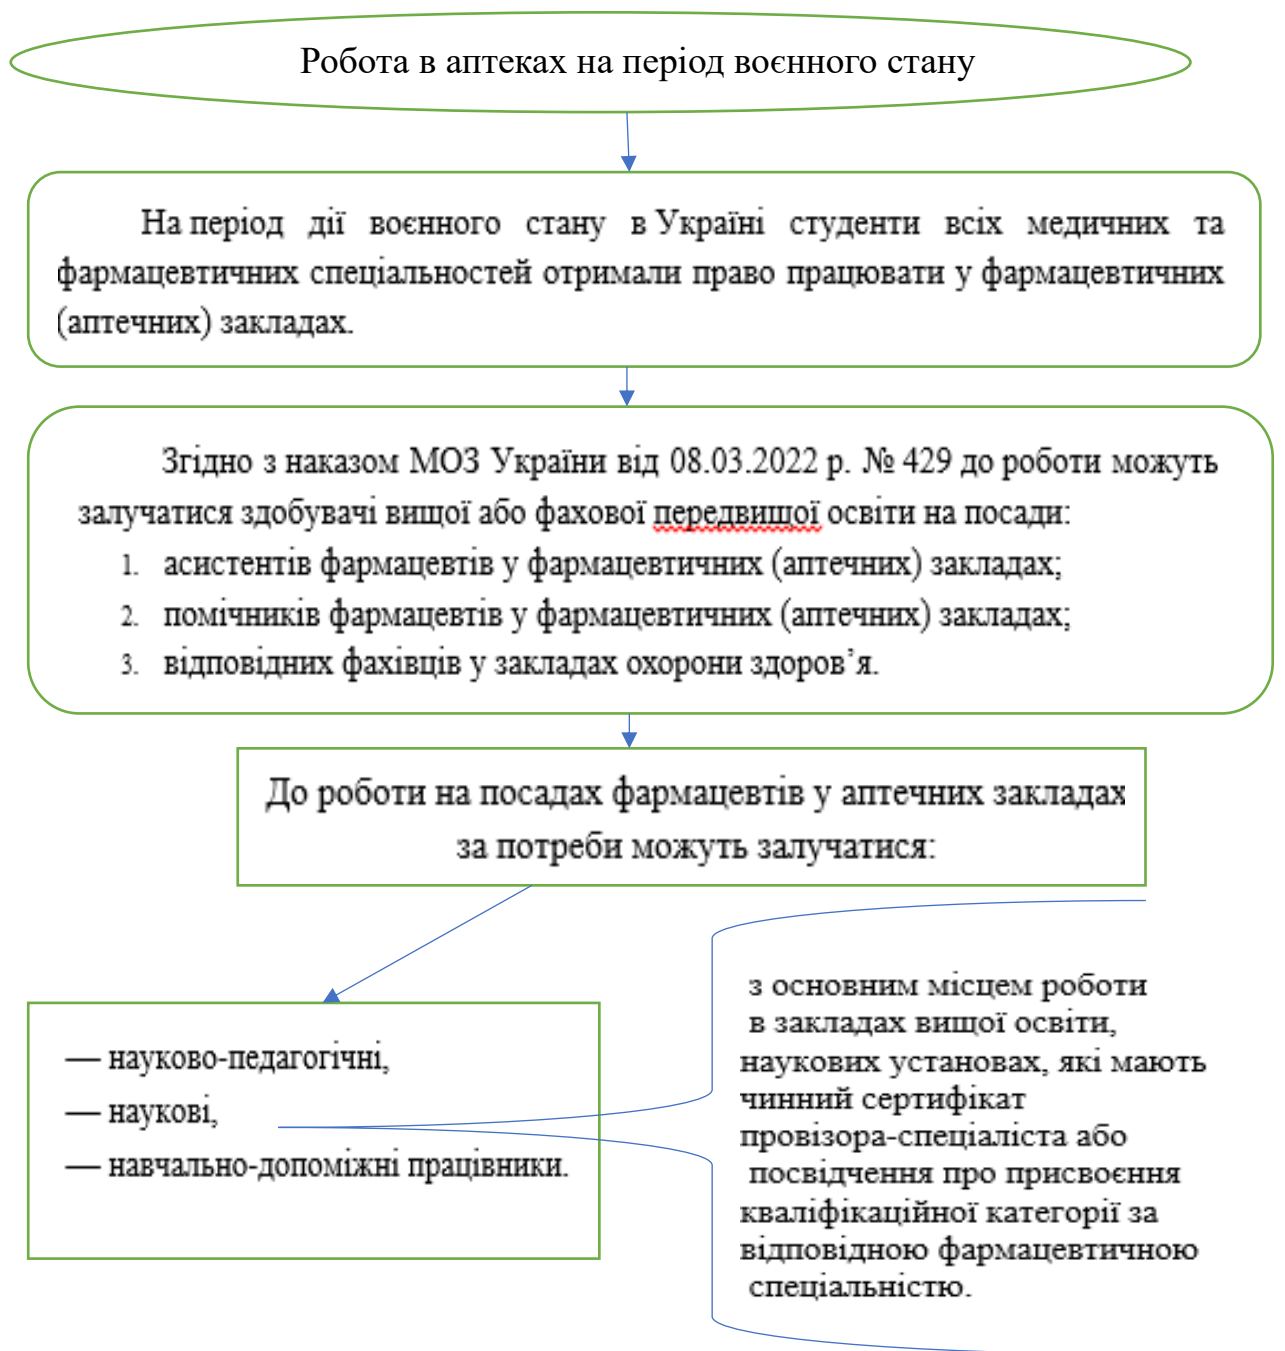 Робота в аптеках на період воєнного стану
На період дії воєнного стану в Україні студенти всіх медичних та
фармацевтичних спеціальностей отримали право працювати у фармацевтичних
(аптечних) закладах.
Згідно з наказом МОЗ України від 08.03.2022 р. № 429 до роботи можуть
залучатися здобувачі вищої або фахової передвищої освіти на посади:
1. асистентів фармацевтів у фармацевтичних (аптечних) закладах;
2. помічників фармацевтів у фармацевтичних (аптечних) закладах;
3. відповідних фахівців у закладах охорони здоров’я.
До роботи на посадах фармацевтів у аптечних закладах
за потреби можуть залучатися:
— науково-педагогічні,
— наукові,
— навчально-допоміжні працівники.
з основним місцем роботи
в закладах вищої освіти,
наукових установах, які мають
чинний сертифікат
провізора-спеціаліста або
посвідчення про присвоєння
кваліфікаційної категорії за
відповідною фармацевтичною
спеціальністю.